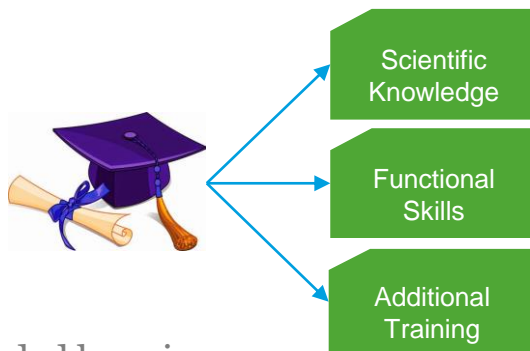 Scientific
Knowledge
Functional
Skills
Additional
Training